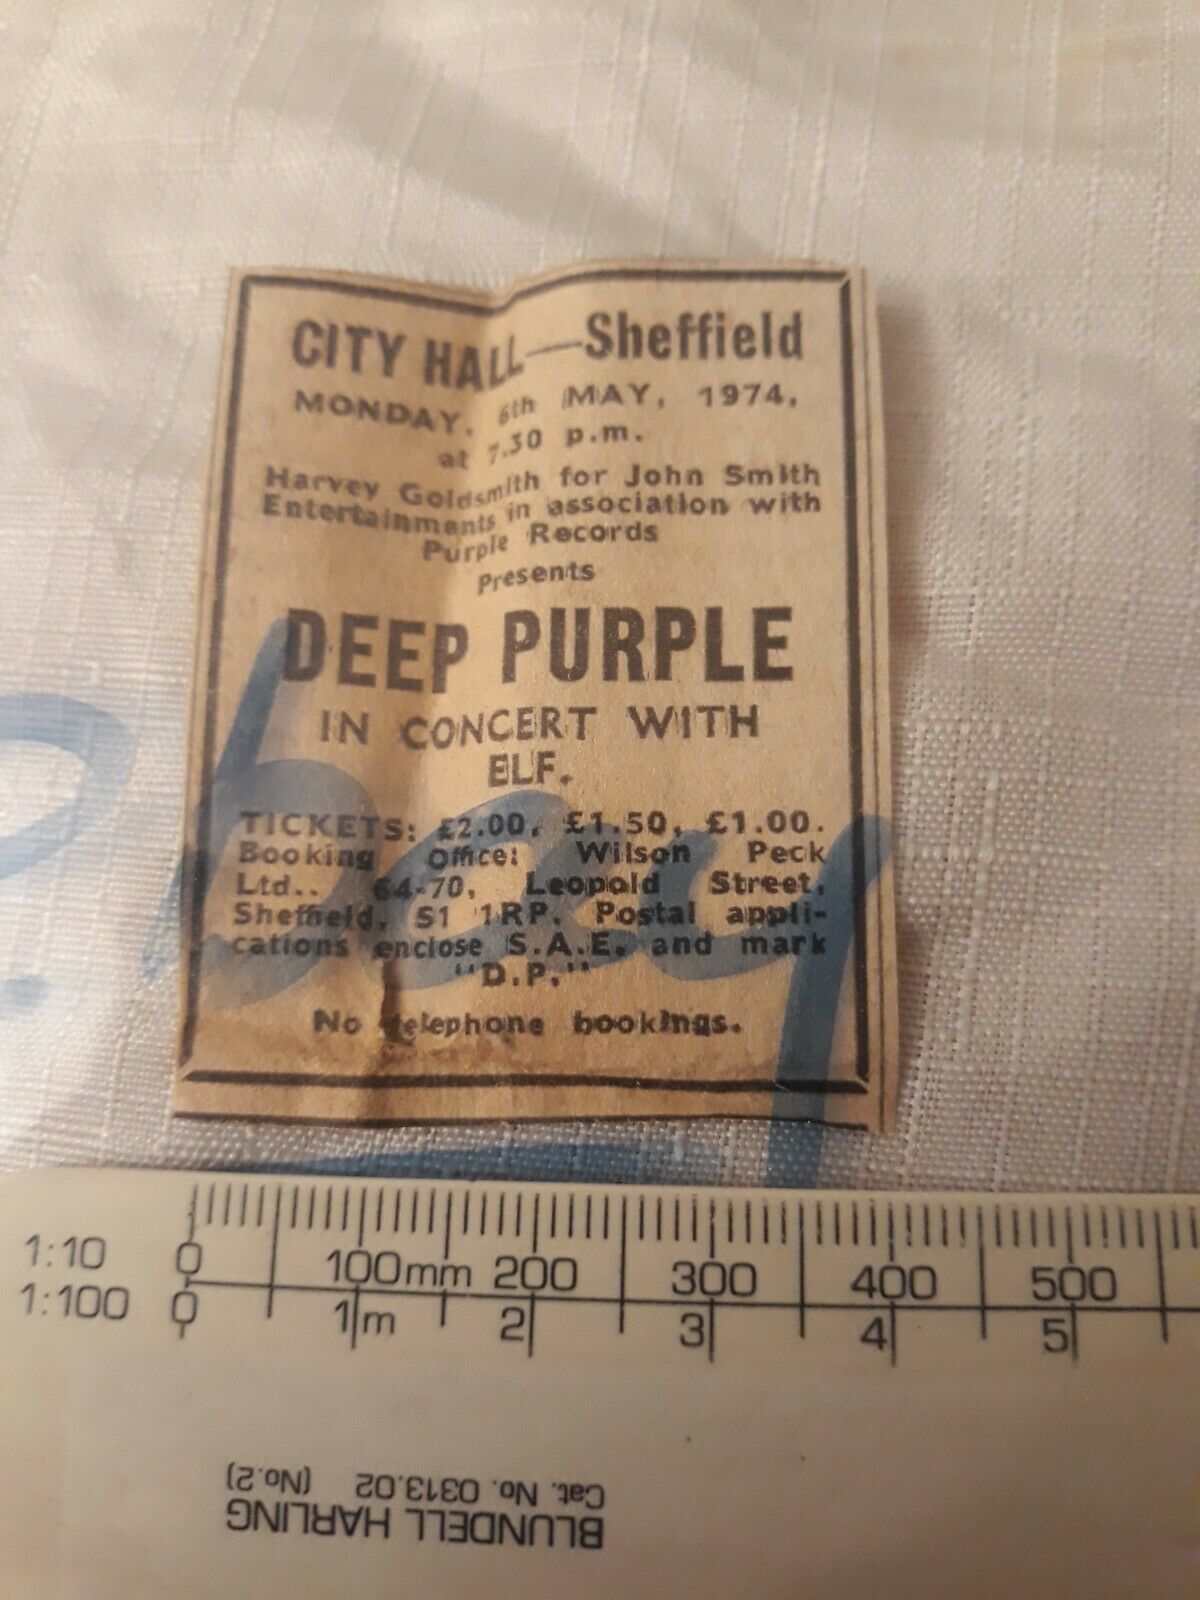 CITY HALL—Sheffield
MONDAY, 6th MAY, 1974,
at 7.30 p.m.
Harvey Goldsmith for John Smith
Entertainments in association with
Purple Records
Presents
DEEP PURPLE
IN CONCERT WITH
ELF.
TICKETS: £2.00, £1.50, £1.00.
Booking Office: Wilson Peck
Ltd., 64-70, Leopold Street,
Sheffield, S1 1RP. Postal appli-
cations enclose S.A.E. and mark
"D.P."
No telephone bookings.
1:10 0 100mm 200 300 400 500
1:100 0 1m 2 3 4 5
BLUNDELL HARLING
Cat. No. 0313.02 (No.2)